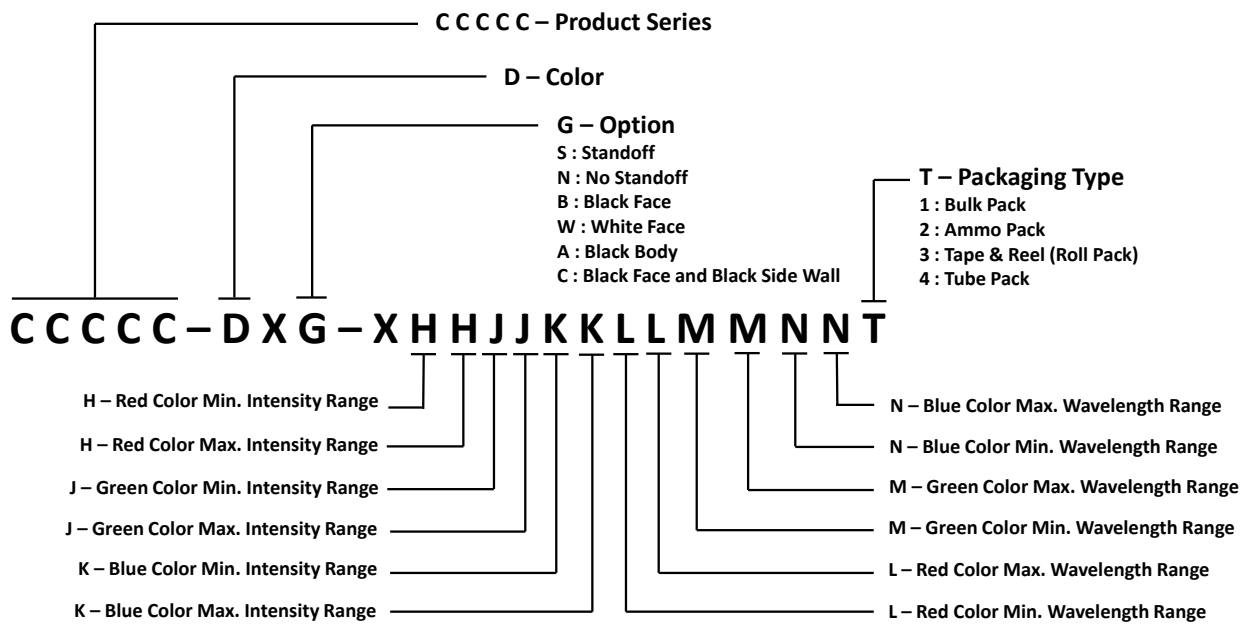 C C C C C – Product Series
D – Color
G – Option
S : Standoff
N : No Standoff
B : Black Face
W : White Face
A : Black Body
C : Black Face and Black Side Wall
T – Packaging Type
1 : Bulk Pack
2 : Ammo Pack
3 : Tape & Reel (Roll Pack)
4 : Tube Pack
C C C C C – D X G – X H H J J K K L L M M N N T
H – Red Color Min. Intensity Range
H – Red Color Max. Intensity Range
J – Green Color Min. Intensity Range
J – Green Color Max. Intensity Range
K – Blue Color Min. Intensity Range
K – Blue Color Max. Intensity Range
N – Blue Color Max. Wavelength Range
N – Blue Color Min. Wavelength Range
M – Green Color Max. Wavelength Range
M – Green Color Min. Wavelength Range
L – Red Color Max. Wavelength Range
L – Red Color Min. Wavelength Range